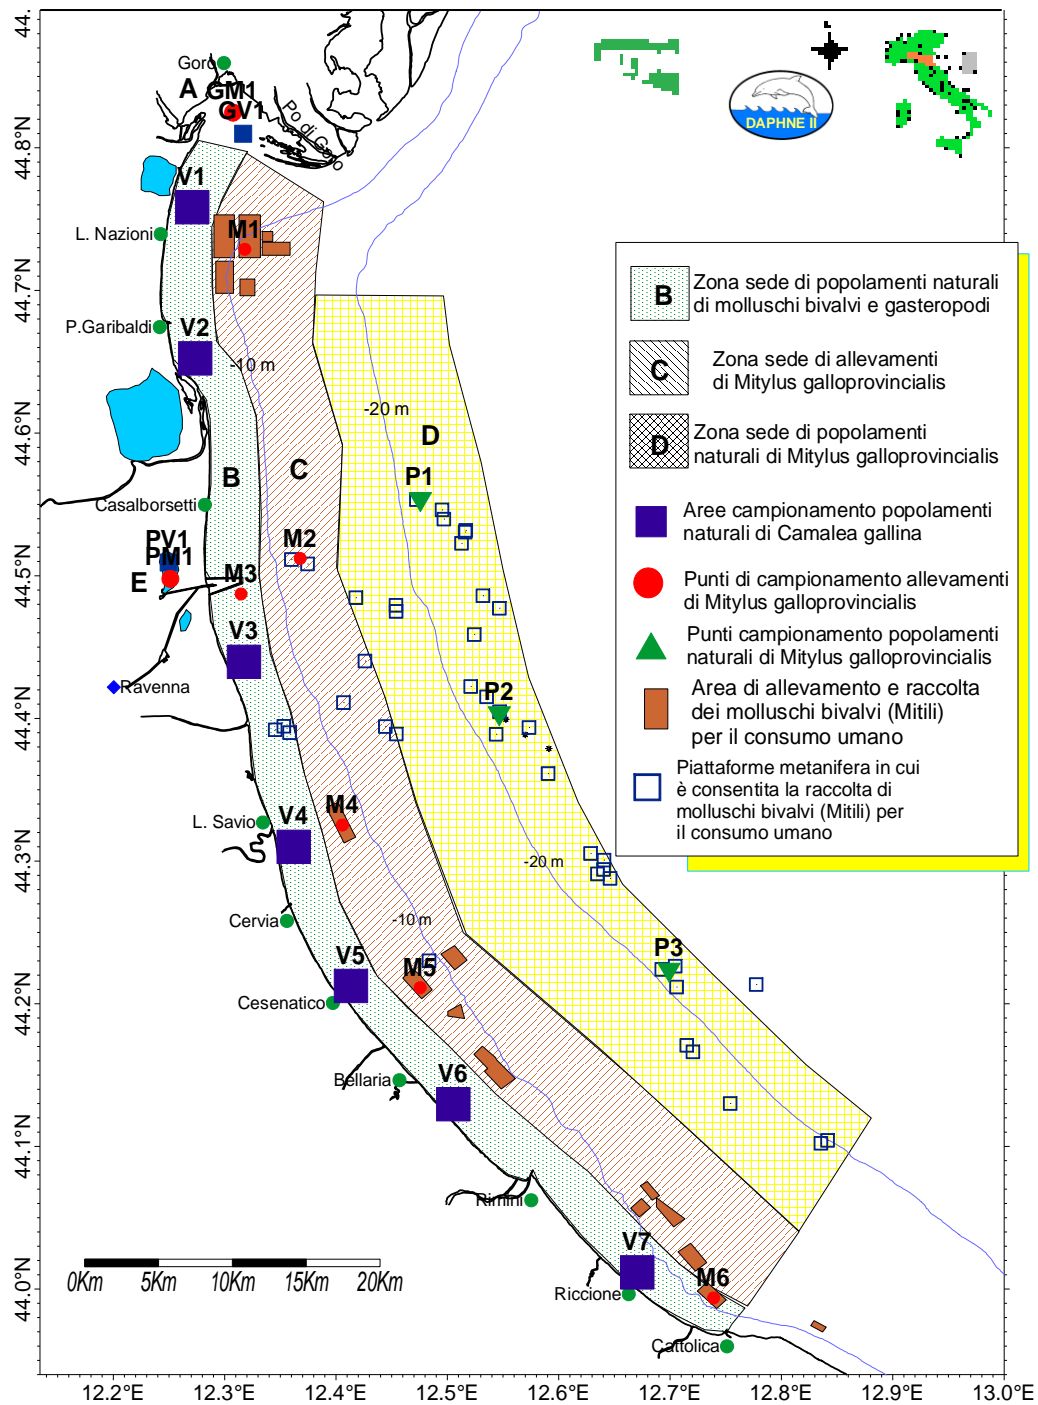 44.
44.8°N
44.7°N
44.6°N
44.5°N
44.4°N
44.3°N
44.2°N
44.1°N
44.0°N
Goro
A
GM1
GV1
Po di Goro
DAPHNE II
V1
L. Nazioni
M1
P.Garibaldi
V2
-10 m
-20 m
D
P1
C
B
Casalborsetti
PV1
PM1
E
M2
M3
V3
Ravenna
P2
M4
L. Savio
V4
-20 m
Cervia
-10 m
V5
M5
P3
Cesenatico
Bellaria
V6
Rimini
V7
M6
Riccione
Cattolica
0Km 5Km 10Km 15Km 20Km
12.2°E 12.3°E 12.4°E 12.5°E 12.6°E 12.7°E 12.8°E 12.9°E 13.0°E
B
Zona sede di popolamenti naturali
di molluschi bivalvi e gasteropodi
C
Zona sede di allevamenti
di Mitylus galloprovincialis
D
Zona sede di popolamenti
naturali di Mitylus galloprovincialis
Aree campionamento popolamenti
naturali di Camalea gallina
Punti di campionamento allevamenti
di Mitylus galloprovincialis
Punti campionamento popolamenti
naturali di Mitylus galloprovincialis
Area di allevamento e raccolta
dei molluschi bivalvi (Mitili)
per il consumo umano
Piattaforme metanifera in cui
è consentita la raccolta di
molluschi bivalvi (Mitili) per
il consumo umano